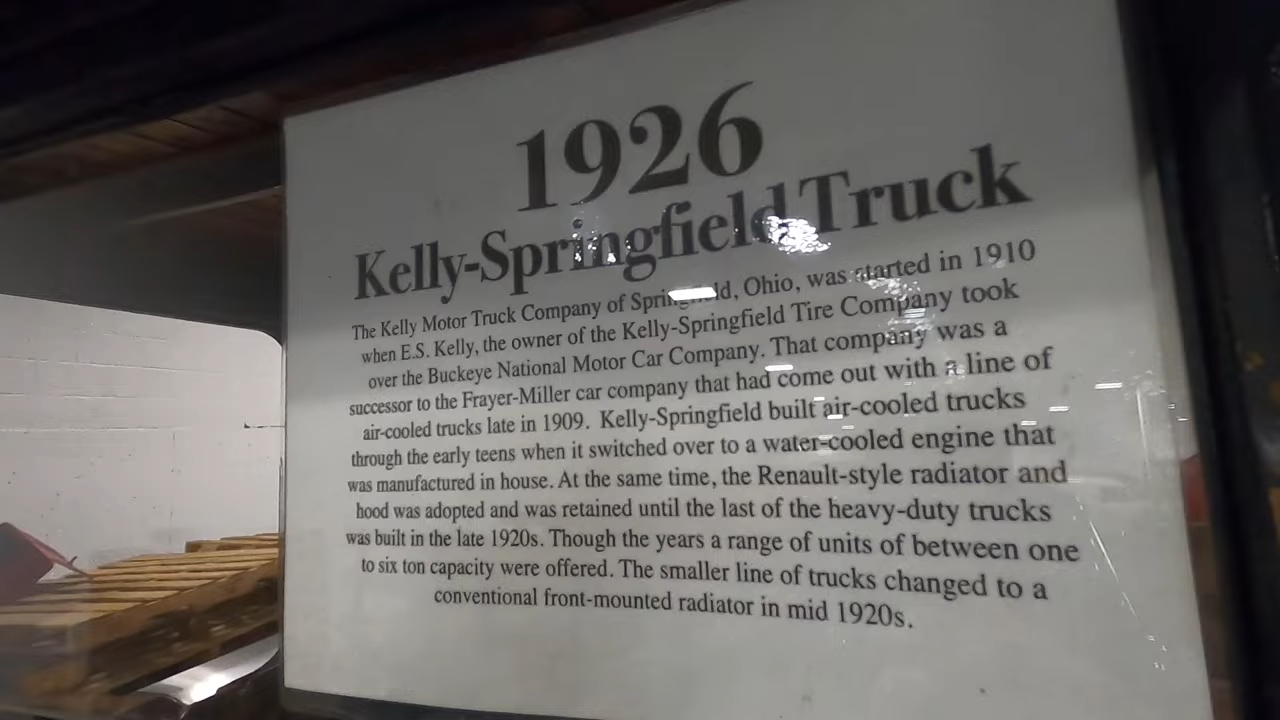 1926
Kelly-Springfield Truck
The Kelly Motor Truck Company of Springfield, Ohio, was started in 1910
when E.S. Kelly, the owner of the Kelly-Springfield Tire Company took
over the Buckeye National Motor Car Company. That company was a
successor to the Frayer-Miller car company that had come out with a line of
air-cooled trucks late in 1909. Kelly-Springfield built air-cooled trucks
through the early teens when it switched over to a water-cooled engine that
was manufactured in house. At the same time, the Renault-style radiator and
hood was adopted and was retained until the last of the heavy-duty trucks
was built in the late 1920s. Though the years a range of units of between one
to six ton capacity were offered. The smaller line of trucks changed to a
conventional front-mounted radiator in mid 1920s.